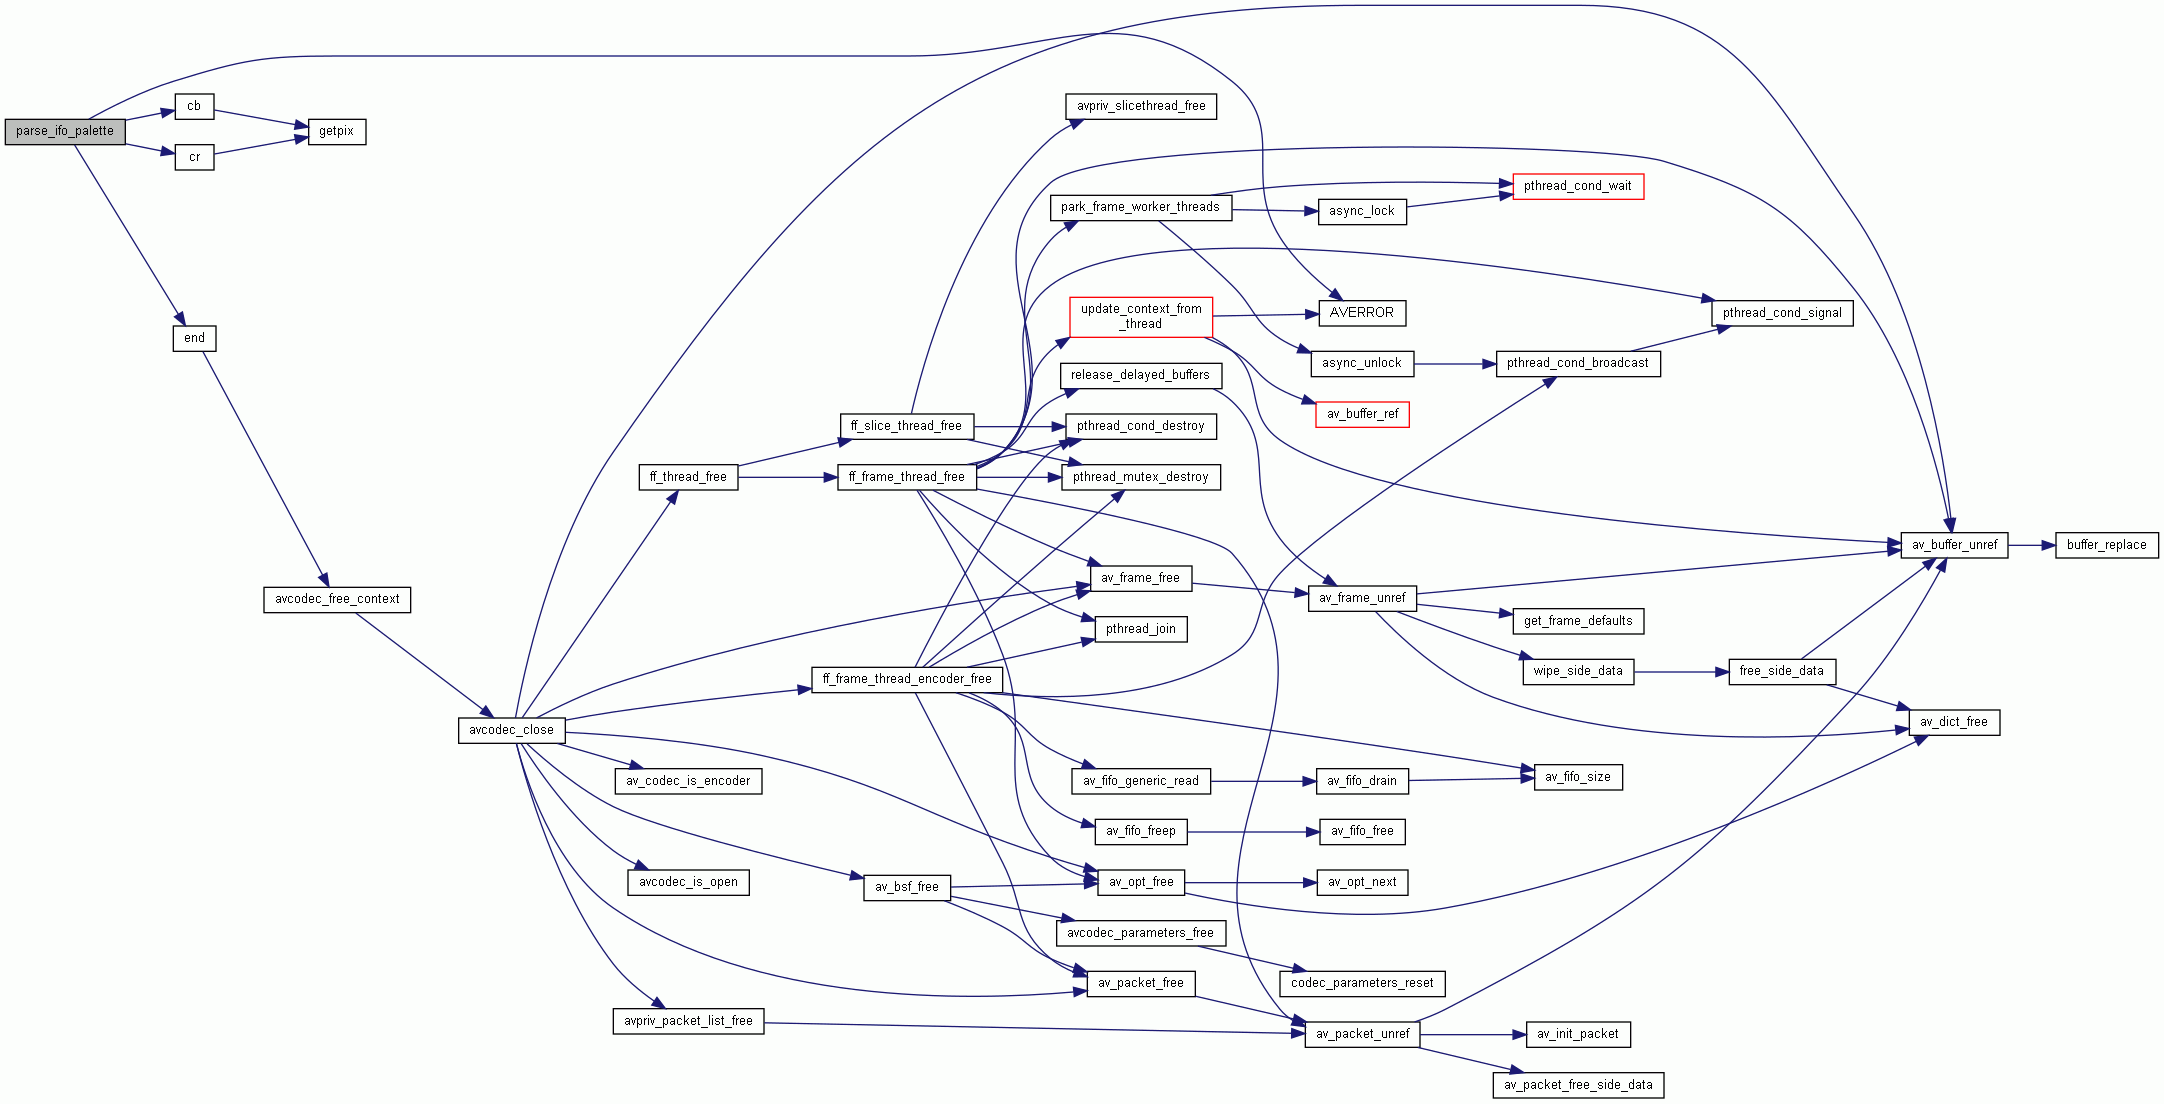 parse_ifo_palette
cb
cr
getpix
end
avcodec_free_context
avcodec_close
ff_thread_free
av_codec_is_encoder
avcodec_is_open
avpriv_packet_list_free
ff_slice_thread_free
ff_frame_thread_free
ff_frame_thread_encoder_free
av_bsf_free
avpriv_slicethread_free
park_frame_worker_threads
update_context_from
_thread
release_delayed_buffers
pthread_cond_destroy
pthread_mutex_destroy
av_frame_free
pthread_join
av_fifo_generic_read
av_fifo_freep
av_opt_free
avcodec_parameters_free
av_packet_free
async_lock
AVERROR
async_unlock
av_buffer_ref
av_frame_unref
av_fifo_drain
av_fifo_free
av_opt_next
codec_parameters_reset
av_packet_unref
pthread_cond_wait
pthread_cond_broadcast
get_frame_defaults
wipe_side_data
av_fifo_size
av_init_packet
av_packet_free_side_data
pthread_cond_signal
free_side_data
av_buffer_unref
av_dict_free
buffer_replace